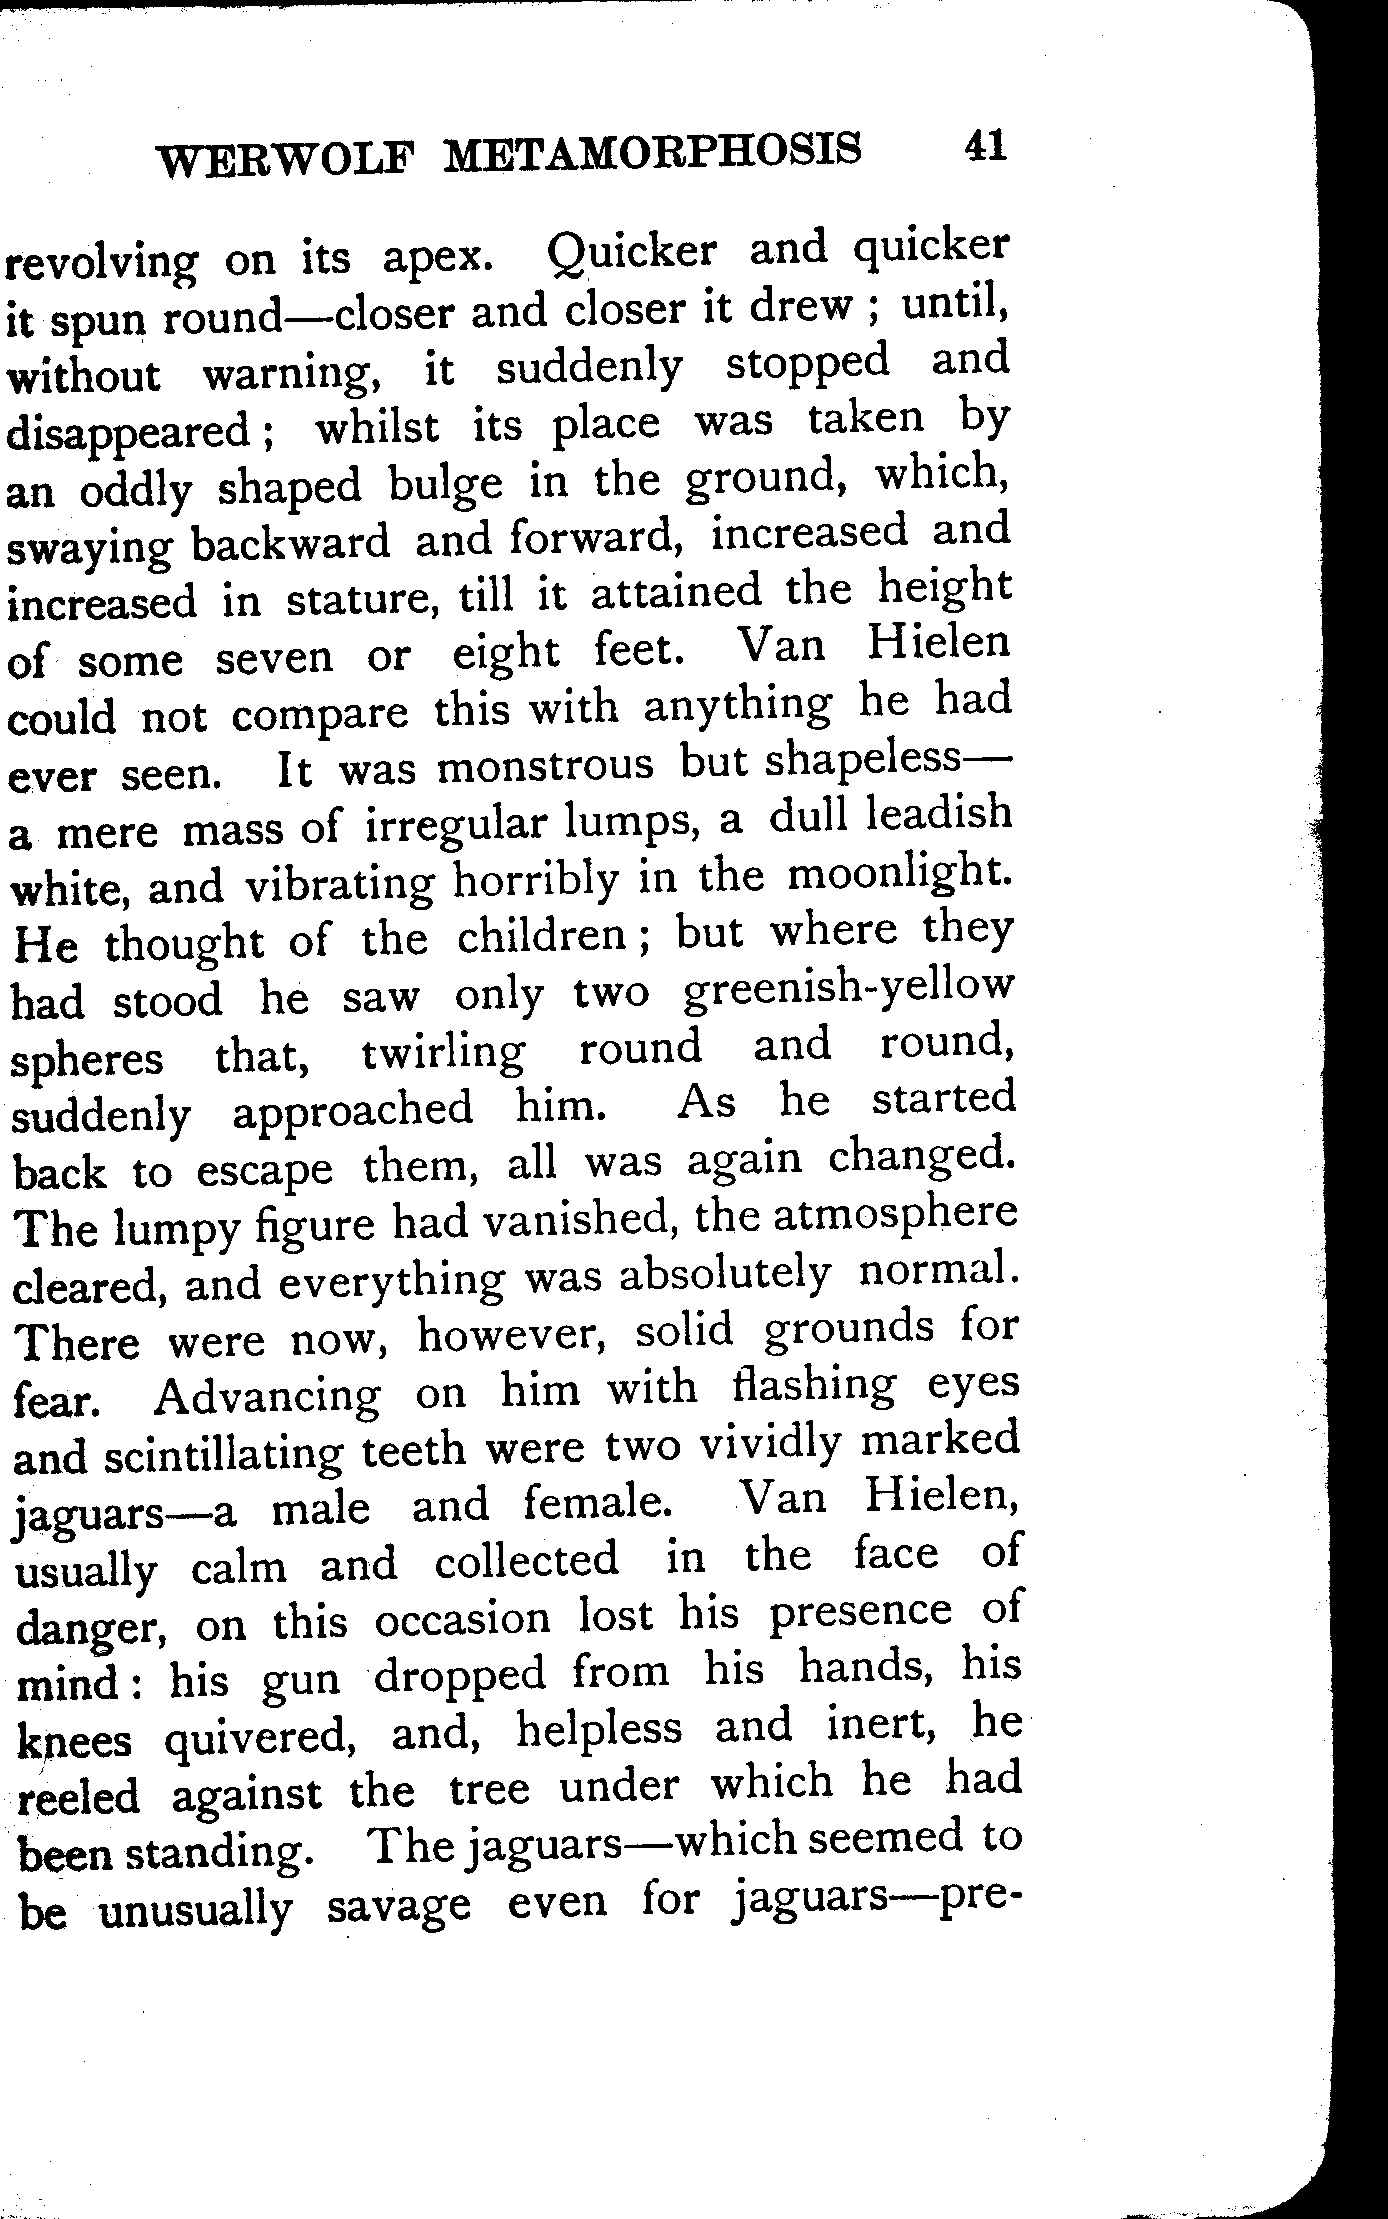 WERWOLF METAMORPHOSIS 41
revolving on its apex. Quicker and quicker
it spun round—closer and closer it drew ; until,
without warning, it suddenly stopped and
disappeared ; whilst its place was taken by
an oddly shaped bulge in the ground, which,
swaying backward and forward, increased and
increased in stature, till it attained the height
of some seven or eight feet. Van Hielen
could not compare this with anything he had
ever seen. It was monstrous but shapeless—
a mere mass of irregular lumps, a dull leadish
white, and vibrating horribly in the moonlight.
He thought of the children ; but where they
had stood he saw only two greenish-yellow
spheres that, twirling round and round,
suddenly approached him. As he started
back to escape them, all was again changed.
The lumpy figure had vanished, the atmosphere
cleared, and everything was absolutely normal.
There were now, however, solid grounds for
fear. Advancing on him with flashing eyes
and scintillating teeth were two vividly marked
jaguars—a male and female. Van Hielen,
usually calm and collected in the face of
danger, on this occasion lost his presence of
mind : his gun dropped from his hands, his
knees quivered, and, helpless and inert, he
reeled against the tree under which he had
been standing. The jaguars—which seemed to
be unusually savage even for jaguars—pre-